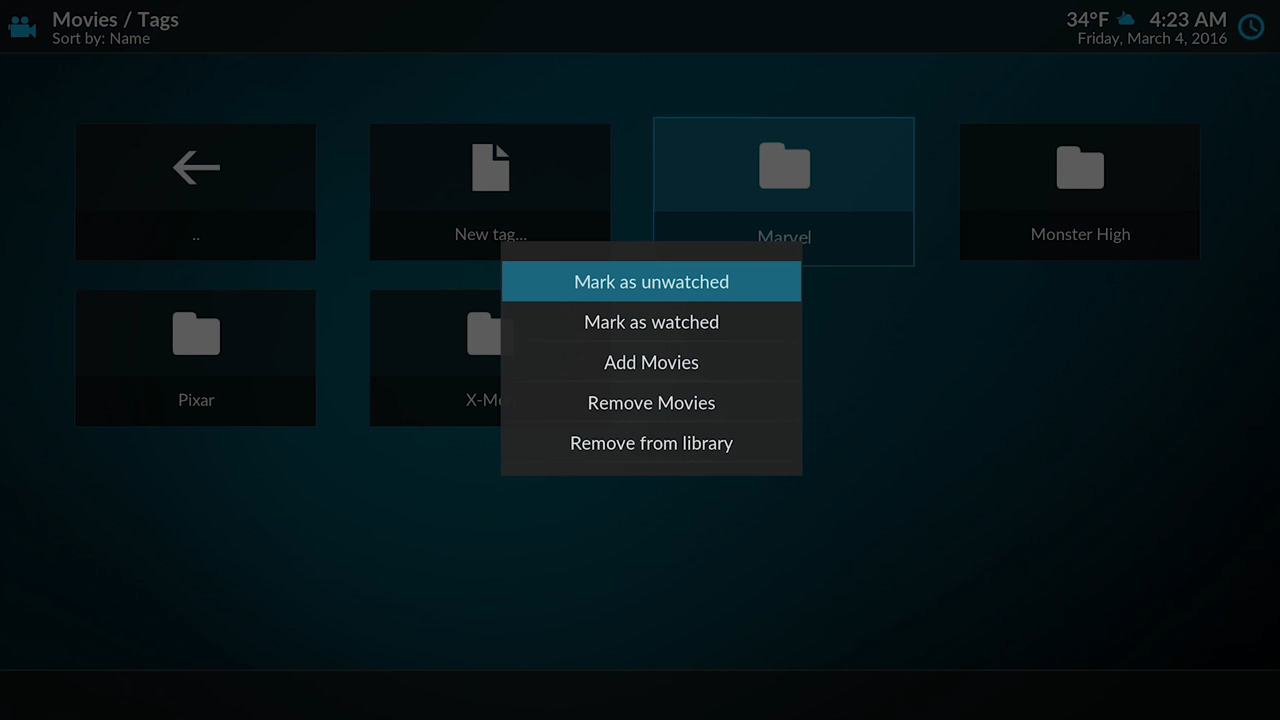 Movies / Tags
Sort by: Name
34°F 4:23 AM
Friday, March 4, 2016
..
New tag...
Marvel
Monster High
Pixar
Mark as unwatched
Mark as watched
Add Movies
Remove Movies
Remove from library